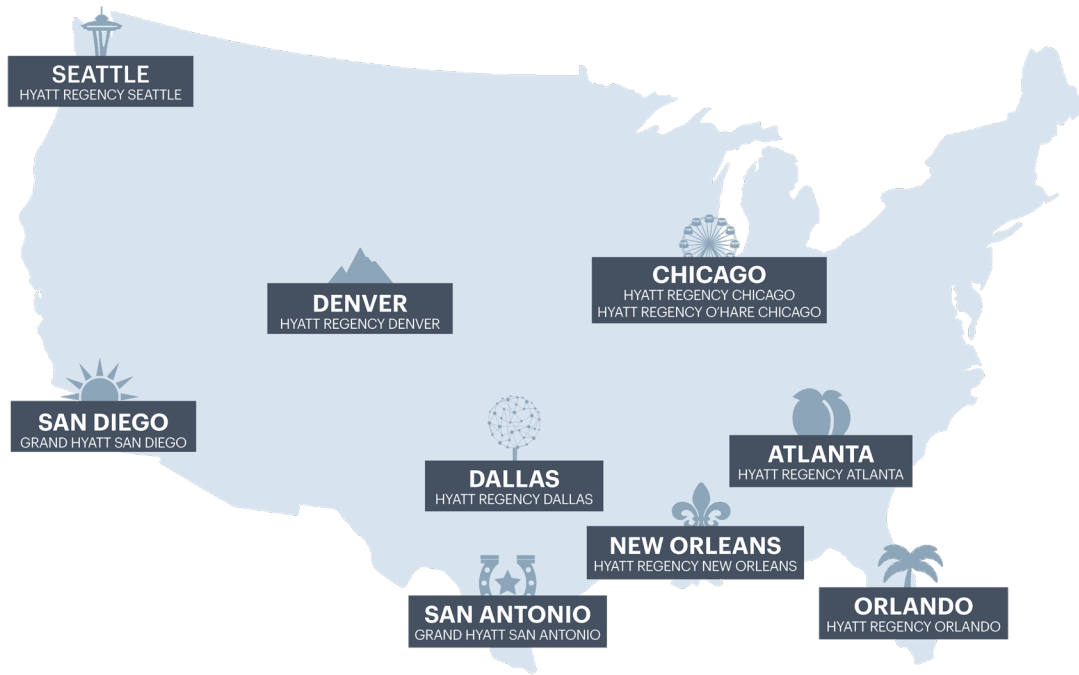 SEATTLE
HYATT REGENCY SEATTLE
CHICAGO
HYATT REGENCY CHICAGO
HYATT REGENCY O'HARE CHICAGO
DENVER
HYATT REGENCY DENVER
SAN DIEGO
GRAND HYATT SAN DIEGO
ATLANTA
HYATT REGENCY ATLANTA
DALLAS
HYATT REGENCY DALLAS
NEW ORLEANS
HYATT REGENCY NEW ORLEANS
SAN ANTONIO
GRAND HYATT SAN ANTONIO
ORLANDO
HYATT REGENCY ORLANDO